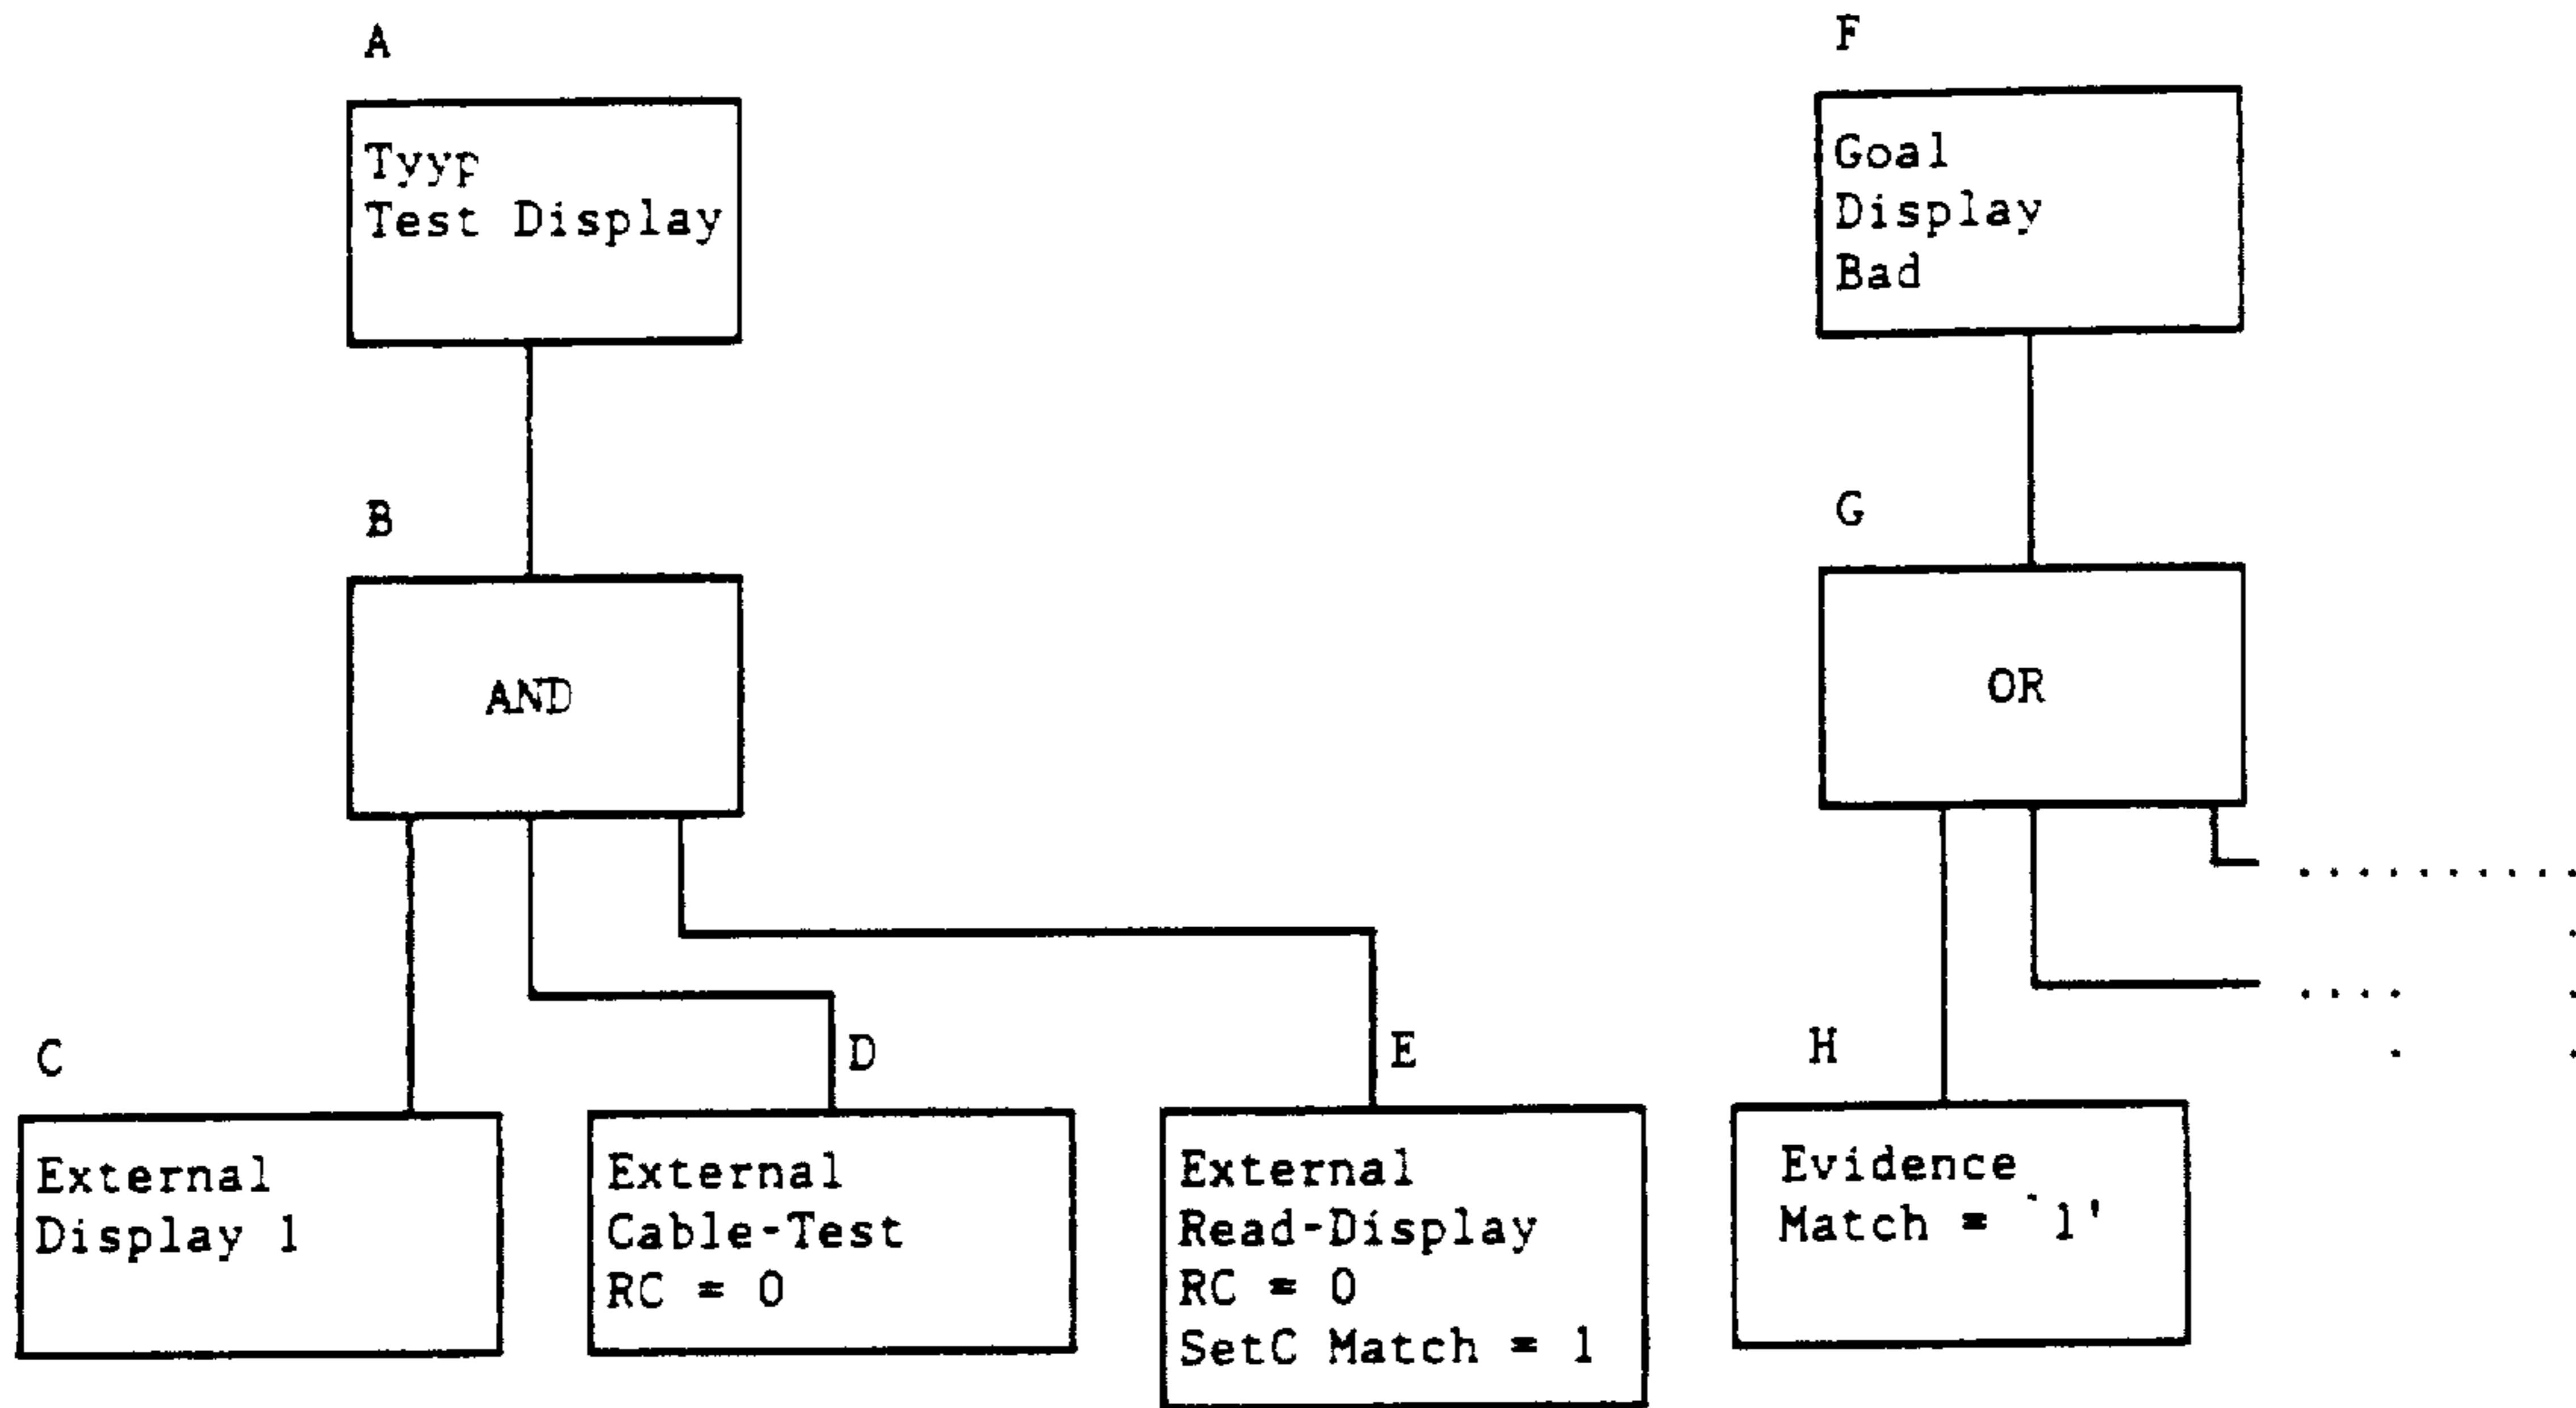 A
Tyyp
Test Display
B
AND
C
External
Display 1
D
External
Cable-Test
RC = 0
E
External
Read-Display
RC = 0
SetC Match = 1
F
Goal
Display
Bad
G
OR
H
Evidence
Match = `1'